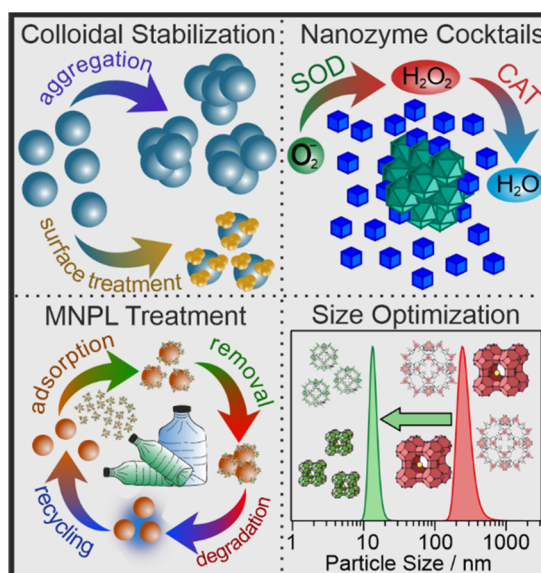 Colloidal Stabilization
aggregation
surface treatment
Nanozyme Cocktails
SOD
H₂O₂
CAT
O₂⁻
H₂O
MNPL Treatment
adsorption
removal
degradation
recycling
Size Optimization
1 10 100 1000
Particle Size / nm